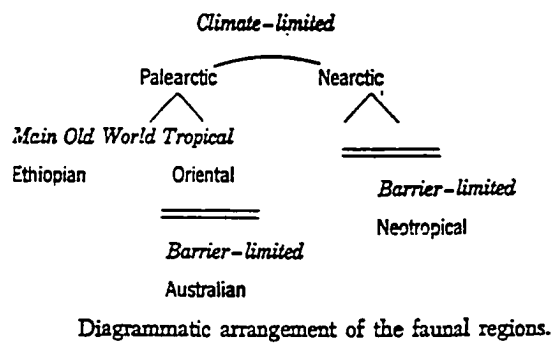 Climate-limited
Palearctic Nearctic
Main Old World Tropical
Ethiopian Oriental
Barrier-limited
Neotropical
Barrier-limited
Australian
Diagrammatic arrangement of the faunal regions.